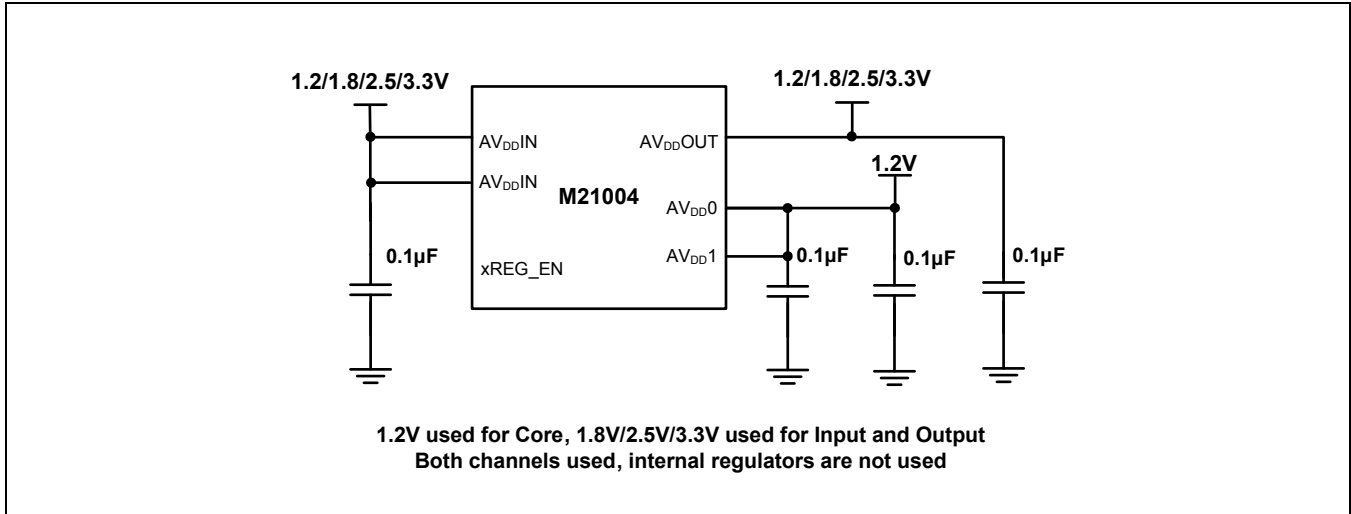 1.2/1.8/2.5/3.3V
1.2/1.8/2.5/3.3V
AVDDIN
AVDDOUT
1.2V
AVDDIN
M21004
AVDD0
0.1µF
xREG_EN
AVDD1
0.1µF
0.1µF
0.1µF
1.2V used for Core, 1.8V/2.5V/3.3V used for Input and Output
Both channels used, internal regulators are not used